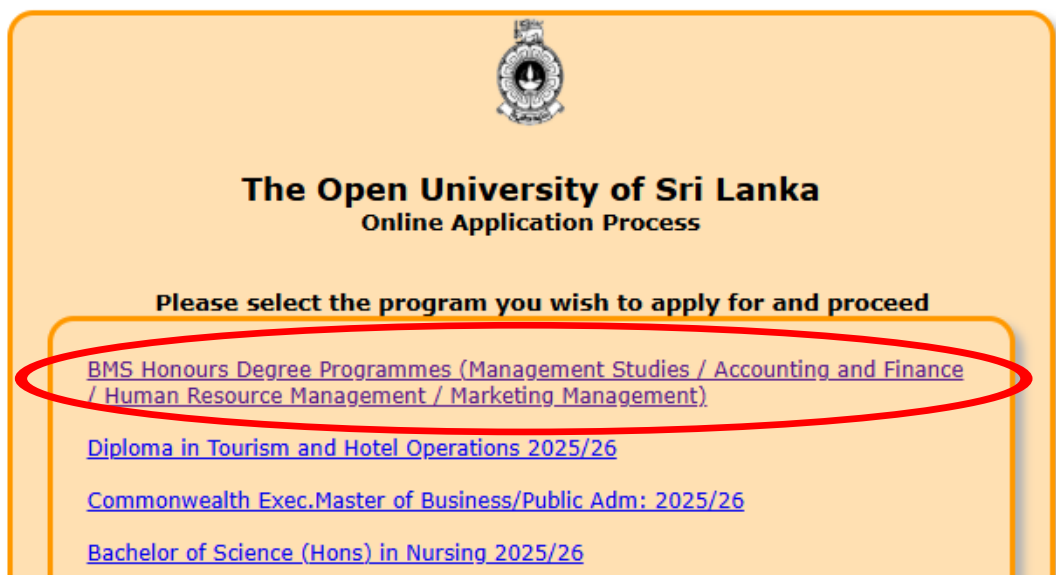 The Open University of Sri Lanka
Online Application Process
Please select the program you wish to apply for and proceed
BMS Honours Degree Programmes (Management Studies / Accounting and Finance
/ Human Resource Management / Marketing Management)
Diploma in Tourism and Hotel Operations 2025/26
Commonwealth Exec.Master of Business/Public Adm: 2025/26
Bachelor of Science (Hons) in Nursing 2025/26